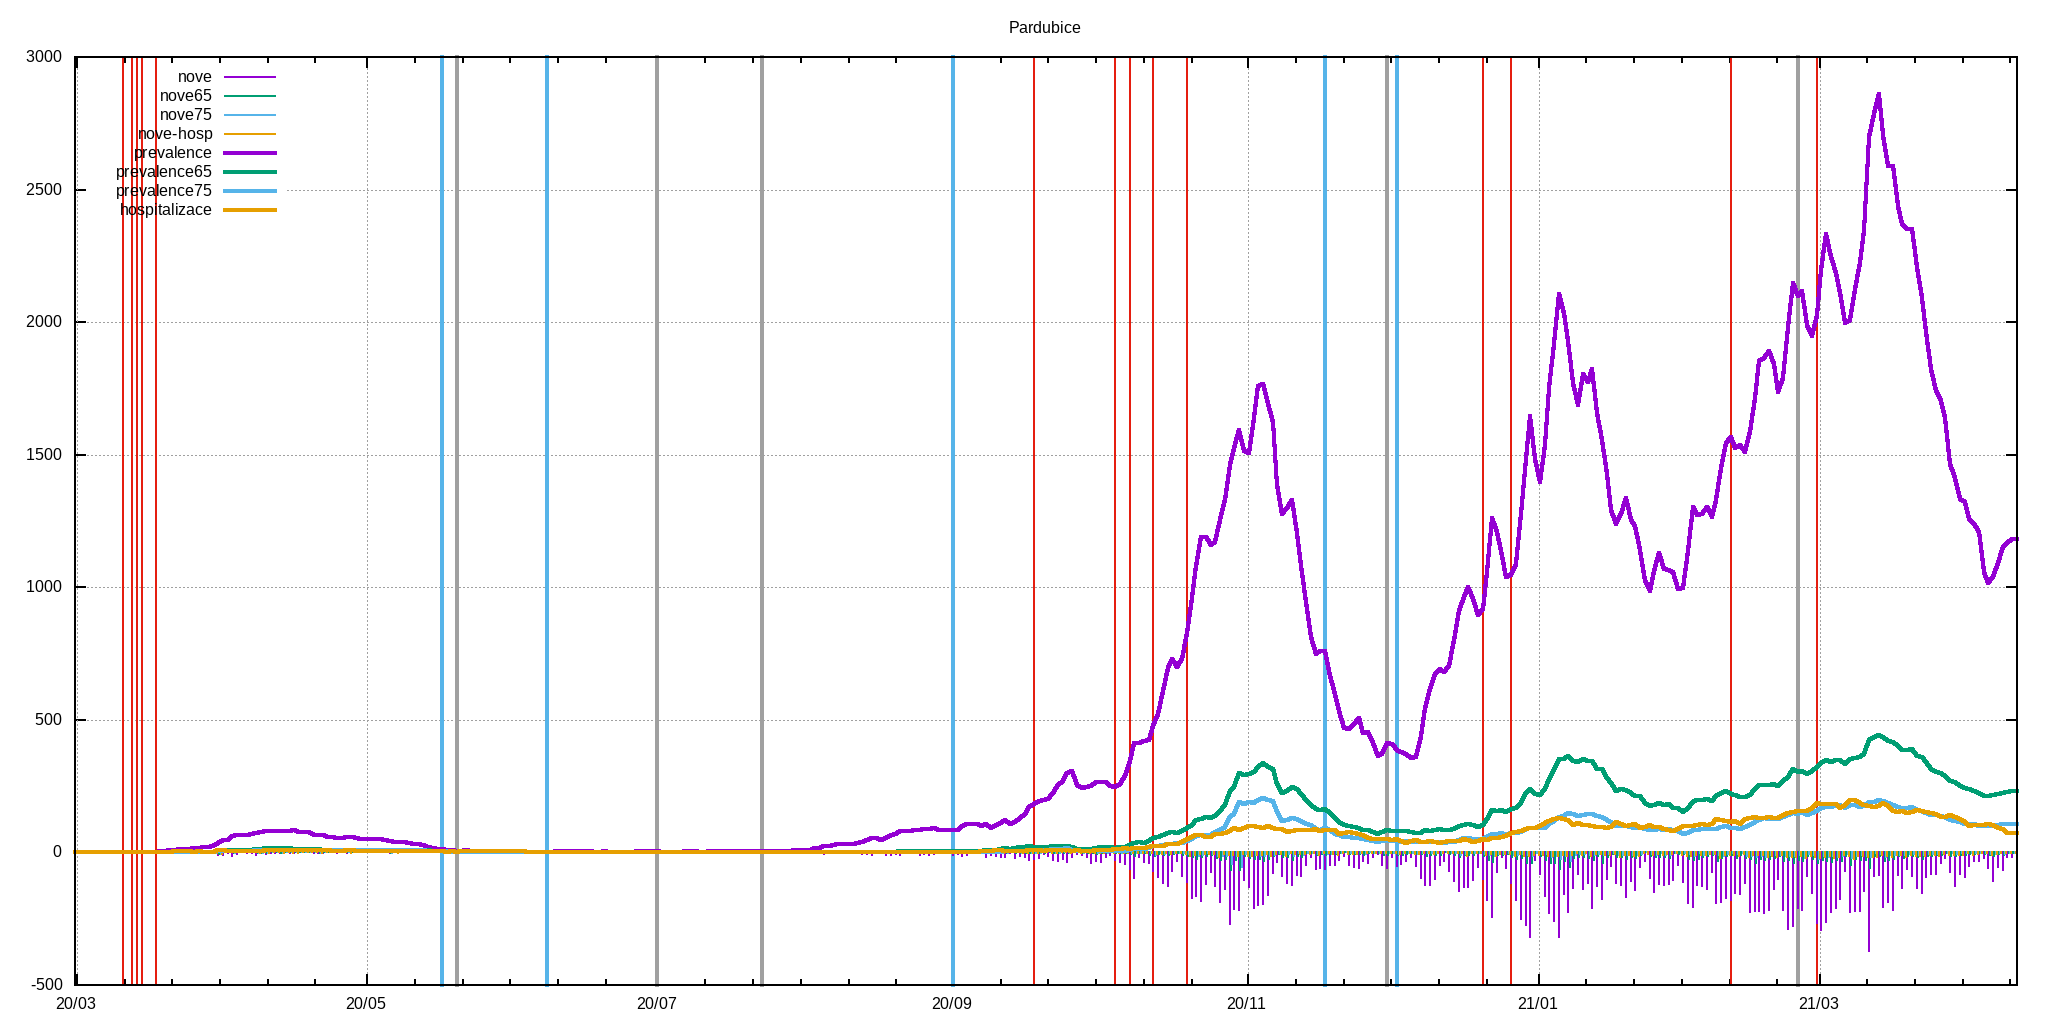 Pardubice
3000
2500
2000
1500
1000
500
0
-500
nove
nove65
nove75
nove-hosp
prevalence
prevalence65
prevalence75
hospitalizace
20/03 20/05 20/07 20/09 20/11 21/01 21/03